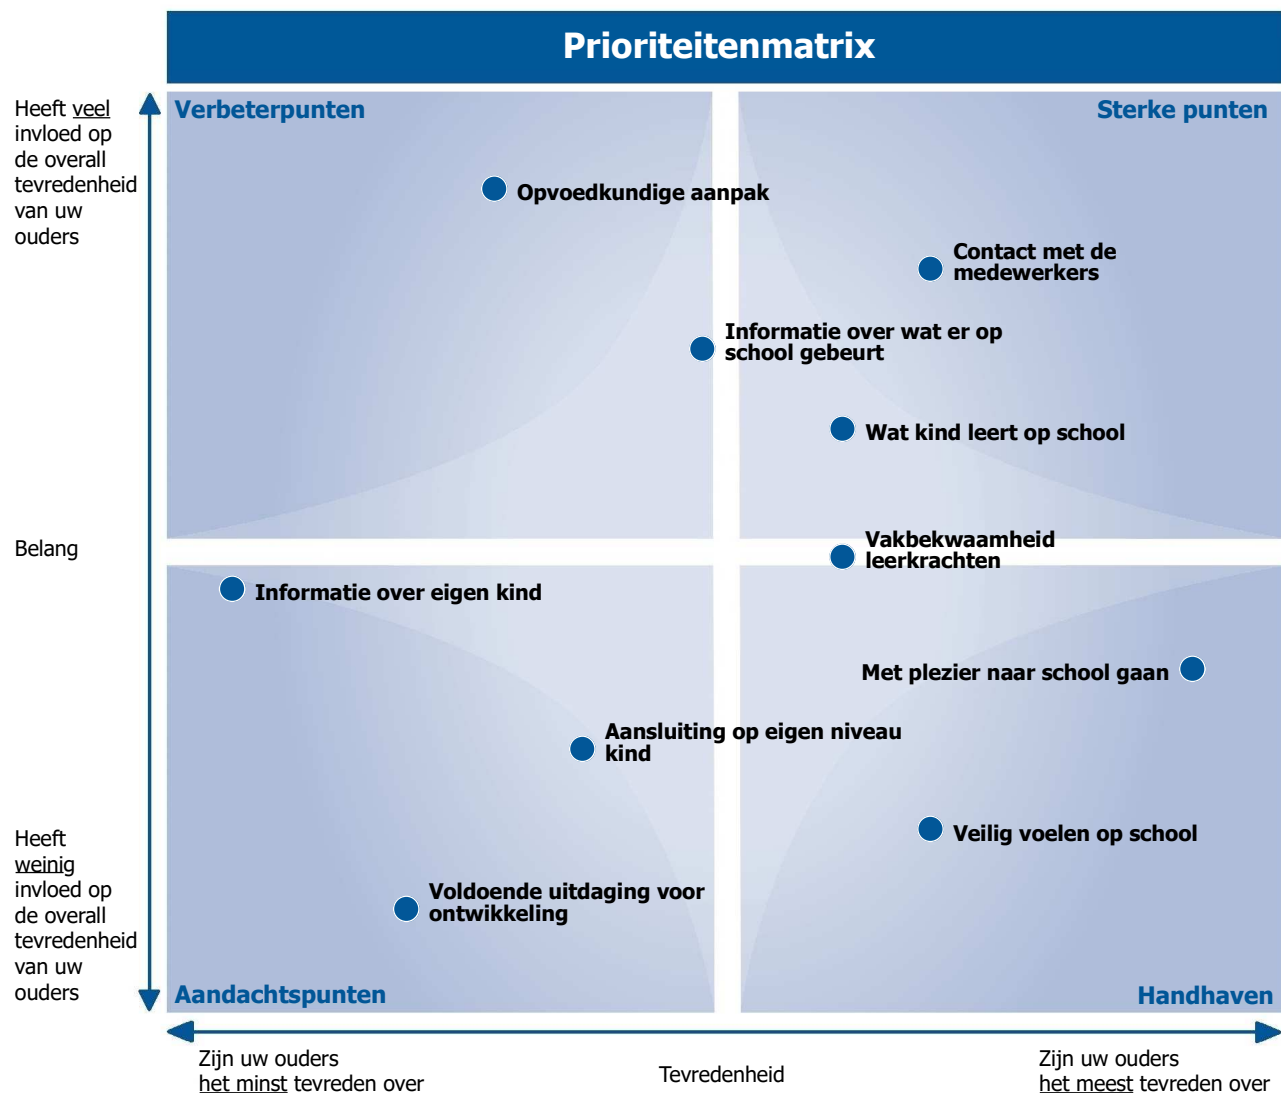 Prioriteitenmatrix
Heeft veel
invloed op
de overall
tevredenheid
van uw
ouders
Verbeterpunten
Sterke punten
Opvoedkundige aanpak
Contact met de
medewerkers
Informatie over wat er op
school gebeurt
Wat kind leert op school
Belang
Vakbekwaamheid
leerkrachten
Informatie over eigen kind
Met plezier naar school gaan
Aansluiting op eigen niveau
kind
Veilig voelen op school
Voldoende uitdaging voor
ontwikkeling
Heeft
weinig
invloed op
de overall
tevredenheid
van uw
ouders
Aandachtspunten
Handhaven
Zijn uw ouders
het minst tevreden over
Tevredenheid
Zijn uw ouders
het meest tevreden over